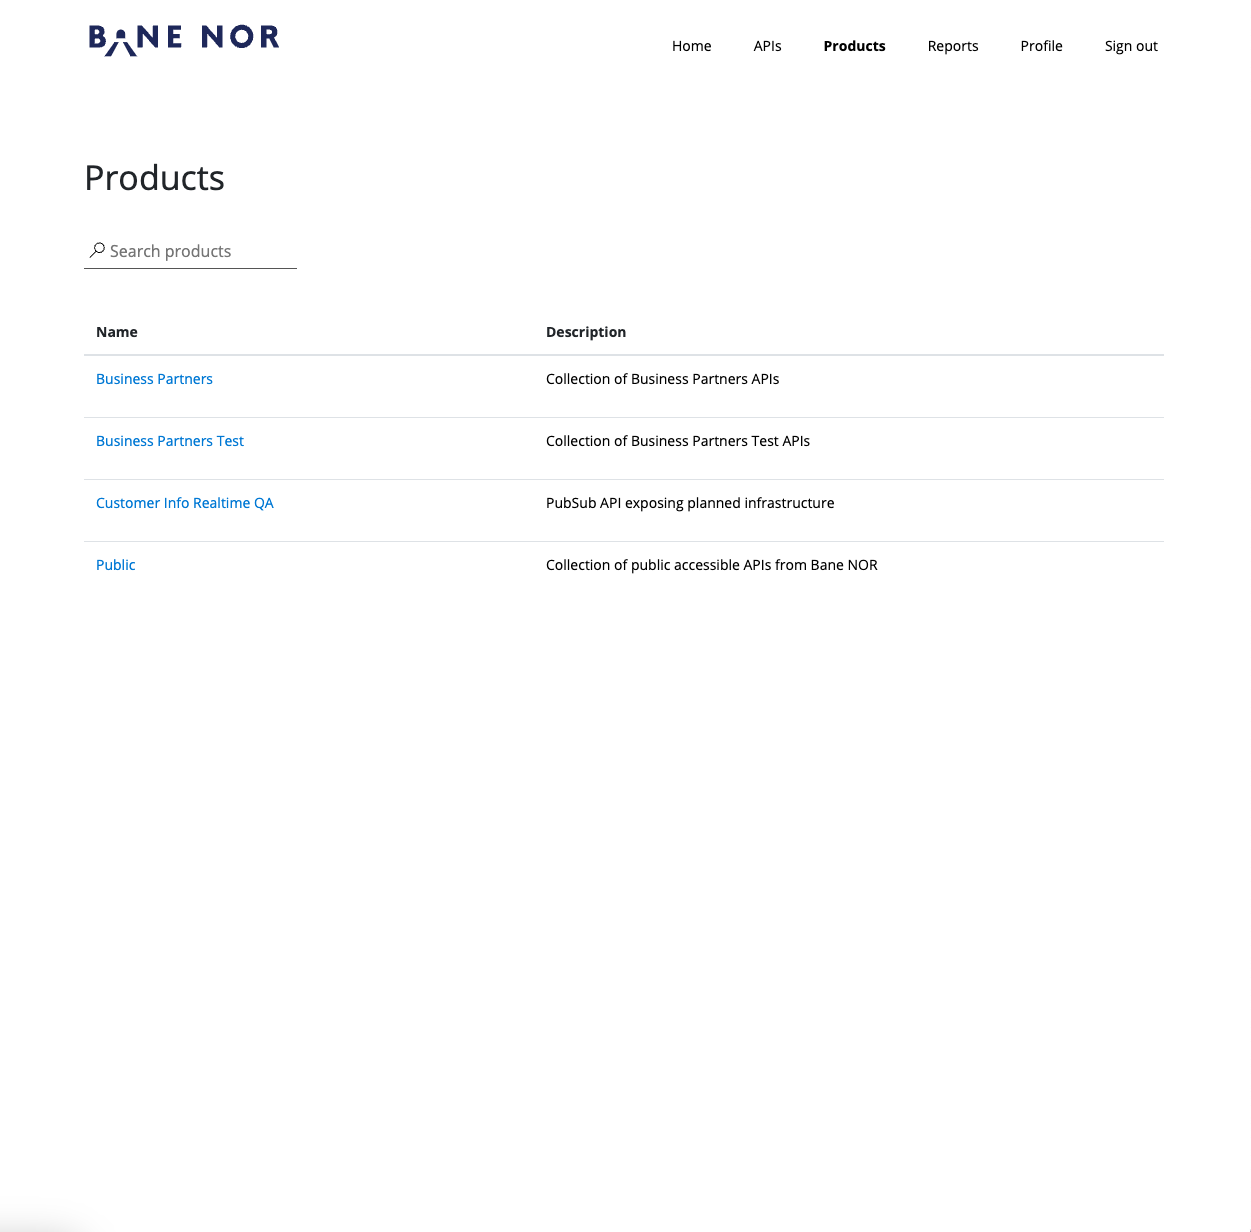 BANE NOR
Home APIs Products Reports Profile Sign out
Products
Search products
Name Description
Business Partners Collection of Business Partners APIs
Business Partners Test Collection of Business Partners Test APIs
Customer Info Realtime QA PubSub API exposing planned infrastructure
Public Collection of public accessible APIs from Bane NOR